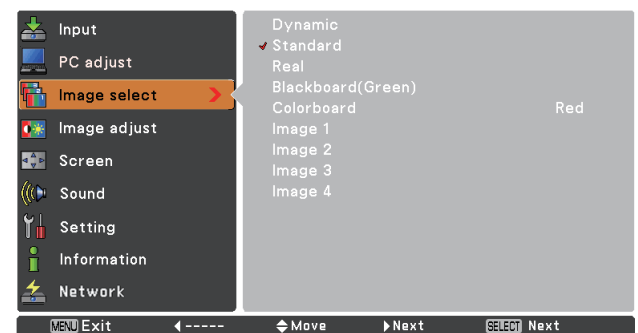 Input
PC adjust
Image select
Image adjust
Screen
Sound
Setting
Information
Network
Dynamic
Standard
Real
Blackboard(Green)
Colorboard Red
Image 1
Image 2
Image 3
Image 4
MENU Exit ----- Move Next SELECT Next